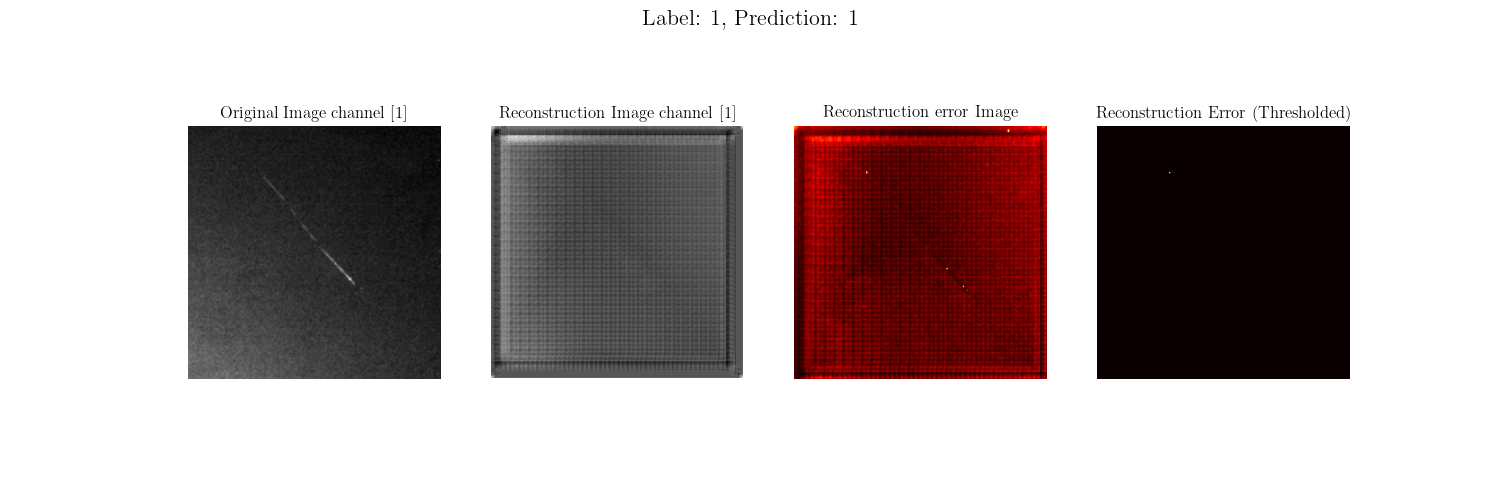 Label: 1, Prediction: 1
Original Image channel [1]
Reconstruction Image channel [1]
Reconstruction error Image
Reconstruction Error (Thresholded)